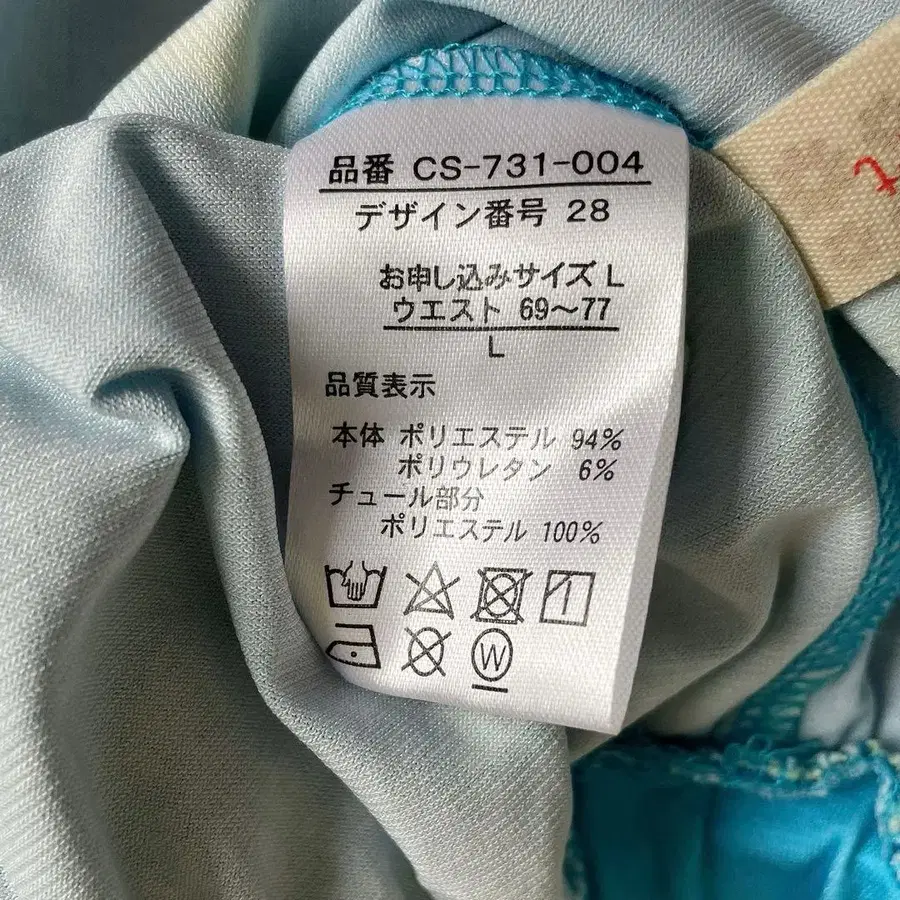 品番 CS-731-004
デザイン番号 28
お申し込みサイズ L
ウエスト 69～77
L
品質表示
本体 ポリエステル 94%
ポリウレタン 6%
チュール部分
ポリエステル 100%
W